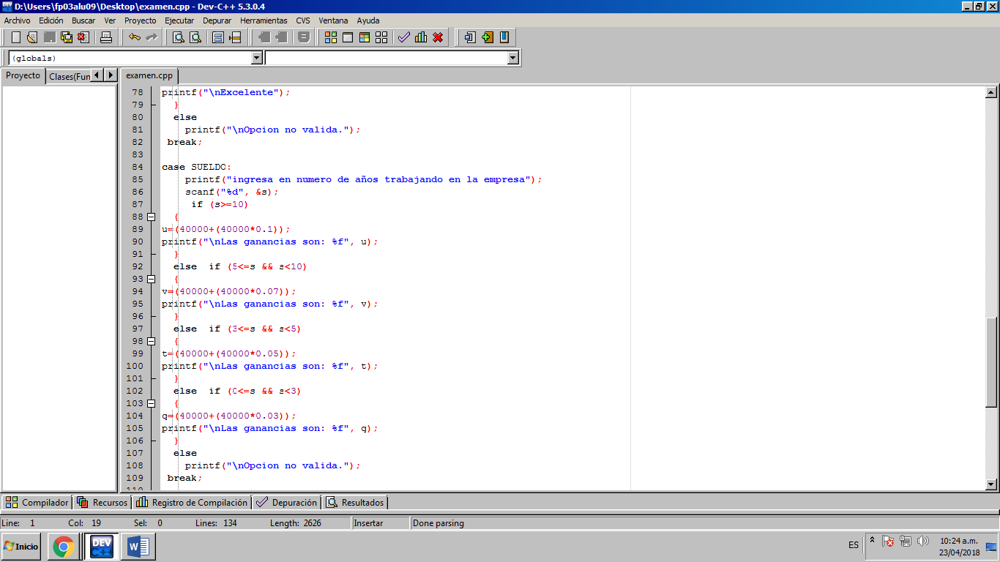 D:\Users\fp03alu09\Desktop\examen.cpp - Dev-C++ 5.3.0.4
Archivo Edición Buscar Ver Proyecto Ejecutar Depurar Herramientas CVS Ventana Ayuda
(globals)
Proyecto Clases(Fun examen.cpp
78 printf("\nExcelente");
79 }
80 else
81 printf("\nOpcion no valida.");
82 break;
83
84 case SUELDO:
85 printf("ingresa en numero de años trabajando en la empresa");
86 scanf("%d", &s);
87 if (s>=10)
88 {
89 u=(40000+(40000*0.1));
90 printf("\nLas ganancias son: %f", u);
91 }
92 else if (5<=s && s<10)
93 {
94 v=(40000+(40000*0.07));
95 printf("\nLas ganancias son: %f", v);
96 }
97 else if (3<=s && s<5)
98 {
99 t=(40000+(40000*0.05));
100 printf("\nLas ganancias son: %f", t);
101 }
102 else if (0<=s && s<3)
103 {
104 q=(40000+(40000*0.03));
105 printf("\nLas ganancias son: %f", q);
106 }
107 else
108 printf("\nOpcion no valida.");
109 break;
110
Compilador Recursos Registro de Compilación Depuración Resultados
Line: 1 Col: 19 Sel: 0 Lines: 134 Length: 2626 Insertar Done parsing
Inicio DEV C++ W ES 10:24 a.m.
23/04/2018